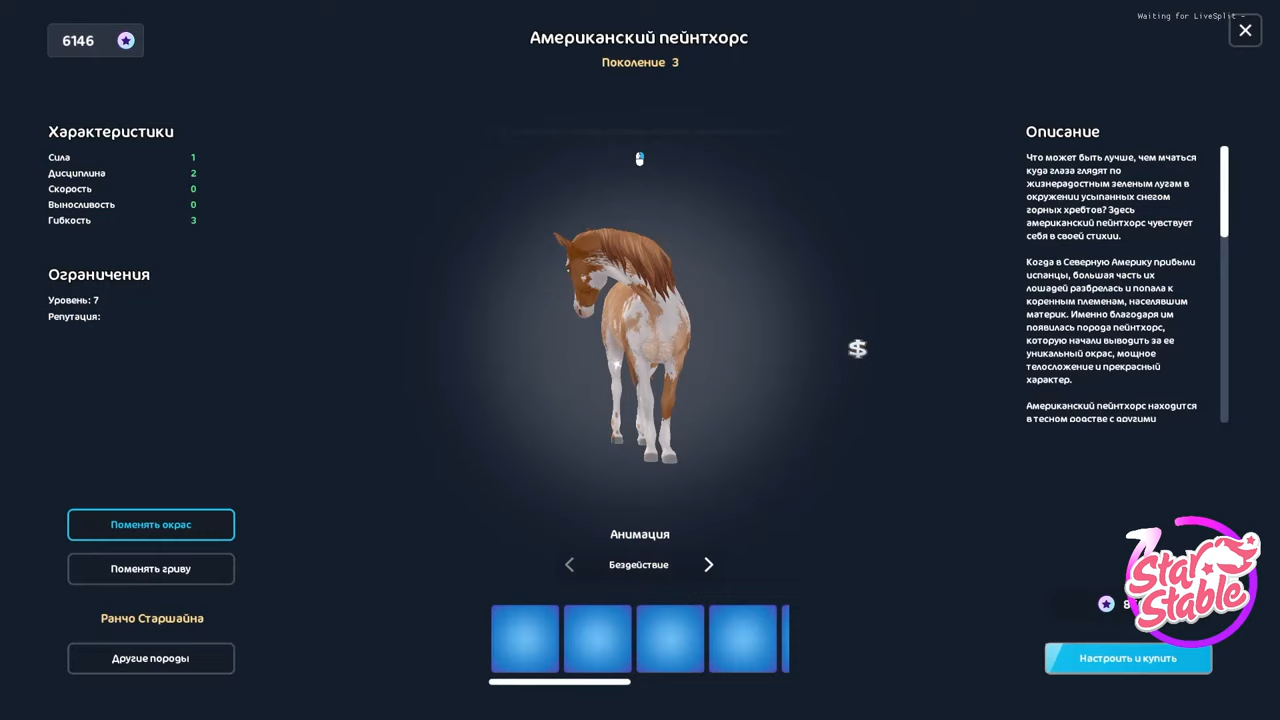 Waiting for LiveSplit -
6146
Американский пейнтхорс
Поколение 3
Характеристики
Сила 1
Дисциплина 2
Скорость 0
Выносливость 0
Гибкость 3
Ограничения
Уровень: 7
Репутация:
Описание
Что может быть лучше, чем мчаться
куда глаза глядят по
жизнерадостным зеленым лугам в
окружении усыпанных снегом
горных хребтов? Здесь
американский пейнтхорс чувствует
себя в своей стихии.
Когда в Северную Америку прибыли
испанцы, большая часть их
лошадей разбрелась и попала к
коренным племенам, населявшим
материк. Именно благодаря им
появилась порода пейнтхорс,
которую начали выводить за ее
уникальный окрас, мощное
телосложение и прекрасный
характер.
Американский пейнтхорс находится
в тесном родстве с другими
$
Поменять окрас
Поменять гриву
Ранчо Старшайна
Другие породы
Анимация
Бездействие
Star
Stable
Настроить и купить